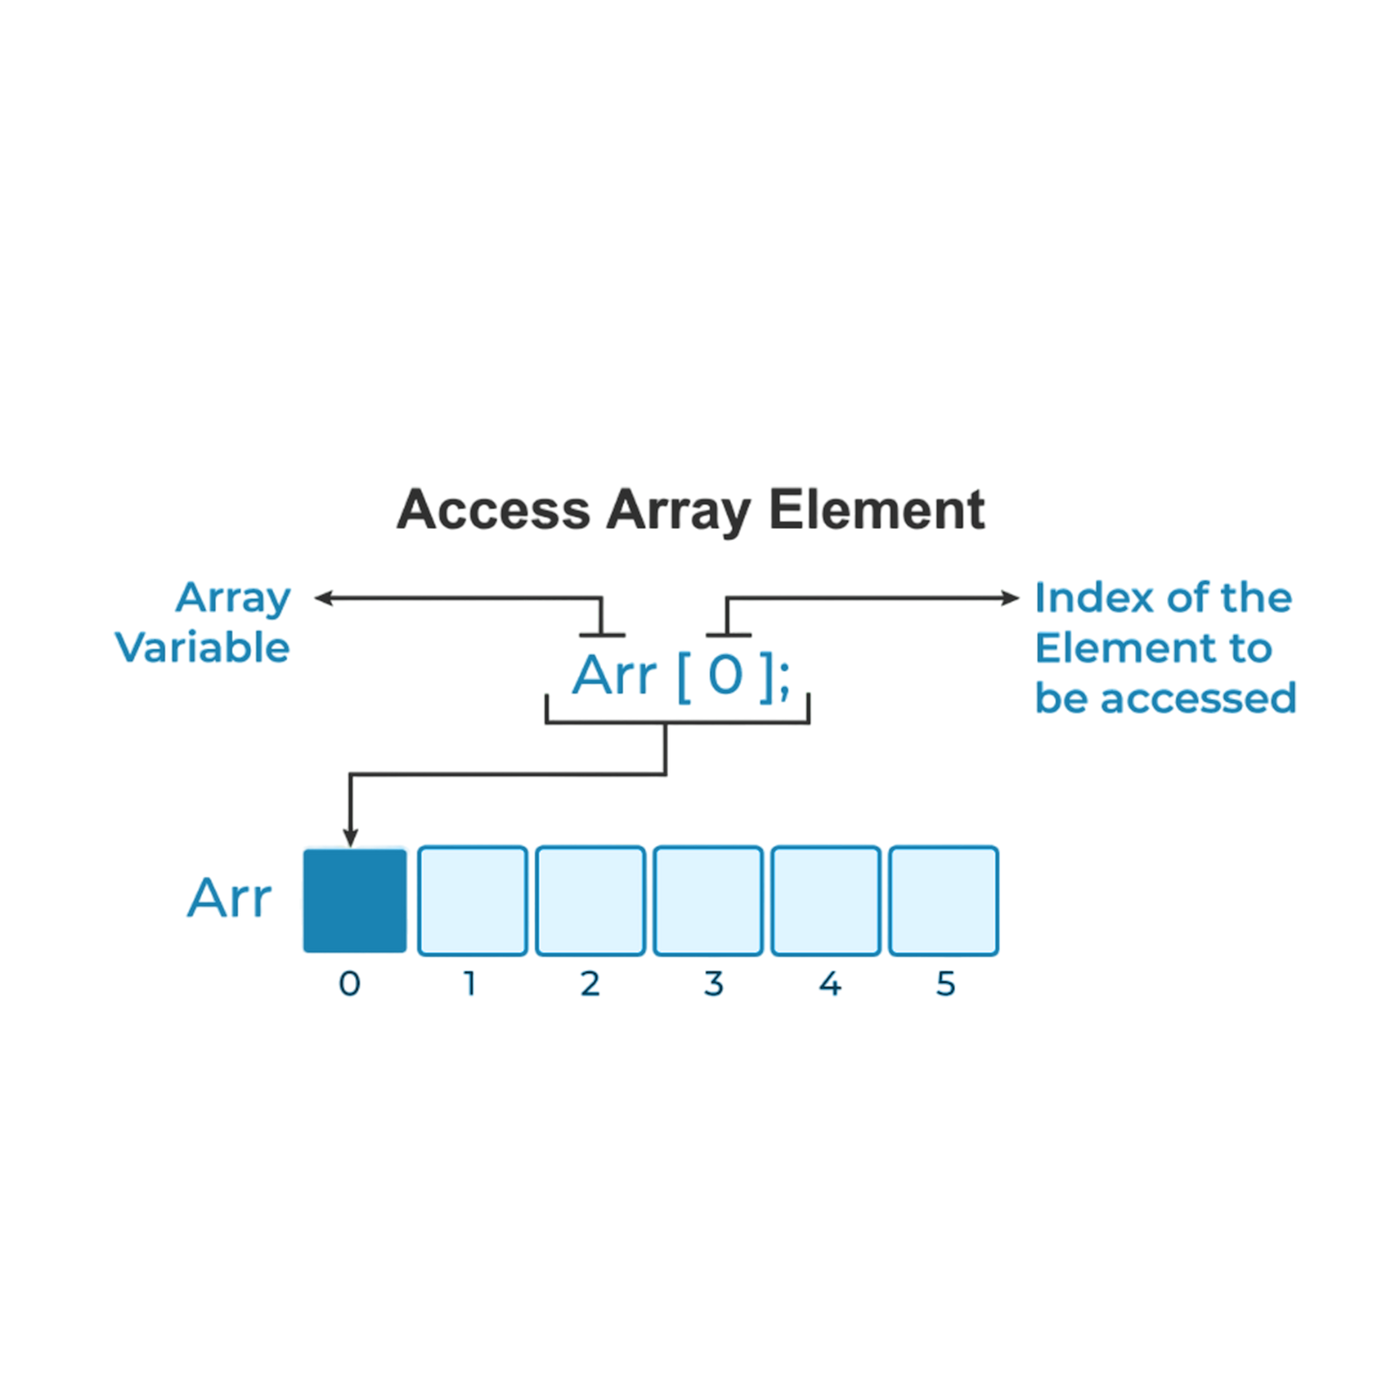 Access Array Element
Array
Variable
Index of the
Element to
be accessed
Arr [ 0 ];
Arr
0 1 2 3 4 5